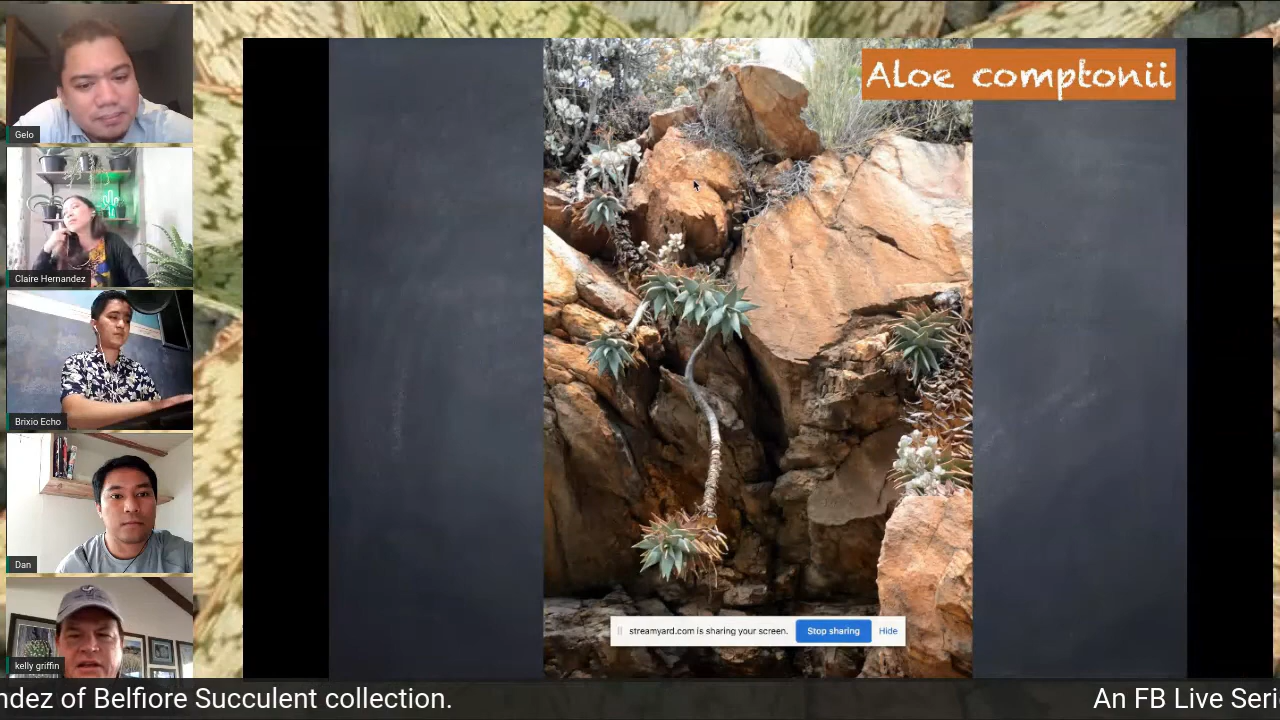 Gelo
Claire Hernandez
Brixio Echo
Dan
kelly griffin
Aloe comptonii
streamyard.com is sharing your screen. Stop sharing Hide
ndez of Belfiore Succulent collection. An FB Live Seri